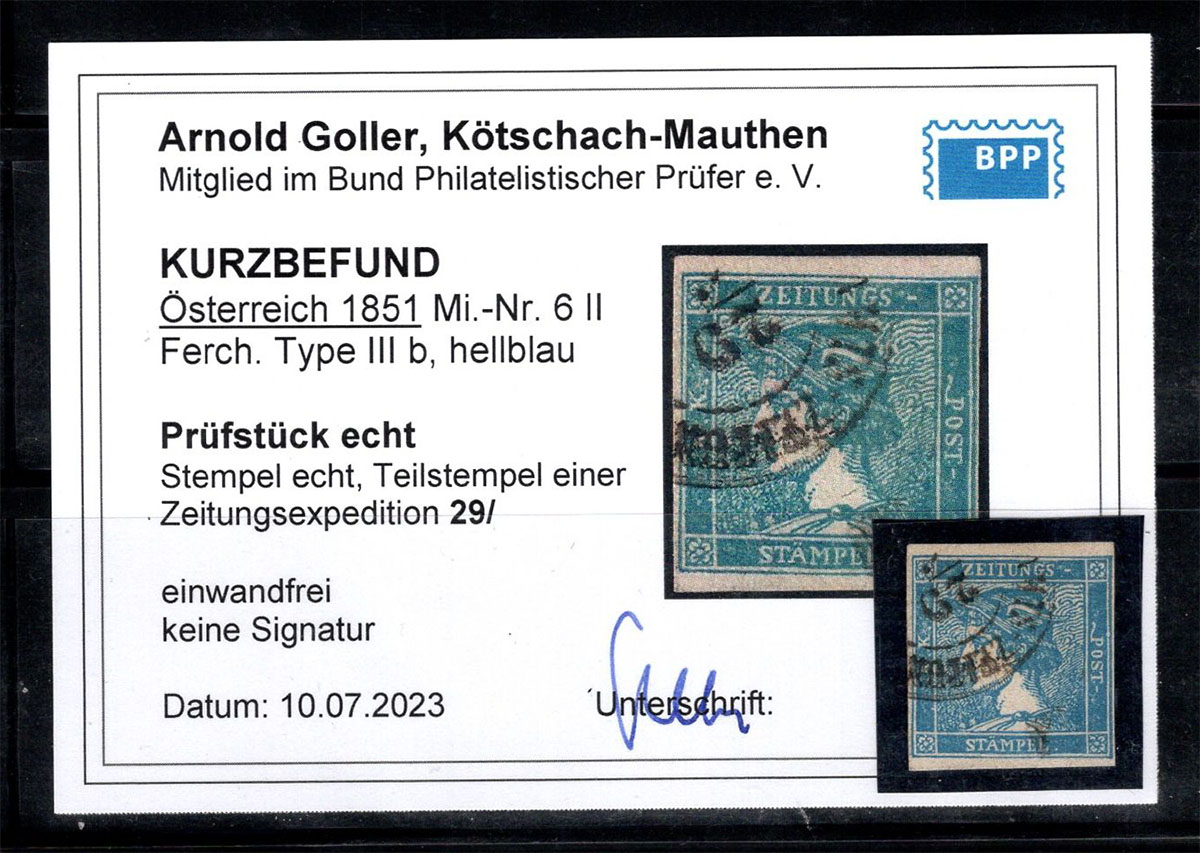 Arnold Goller, Kötschach-Mauthen
Mitglied im Bund Philatelistischer Prüfer e. V.
BPP
KURZBEFUND
Österreich 1851 Mi.-Nr. 6 II
Ferch. Type III b, hellblau
Prüfstück echt
Stempel echt, Teilstempel einer
Zeitungsexpedition 29/
einwandfrei
keine Signatur
Datum: 10.07.2023
Unterschrift:
ZEITUNGS -
POST
STÄMPEL
ZEITUNGS -
POST-
STÄMPEL